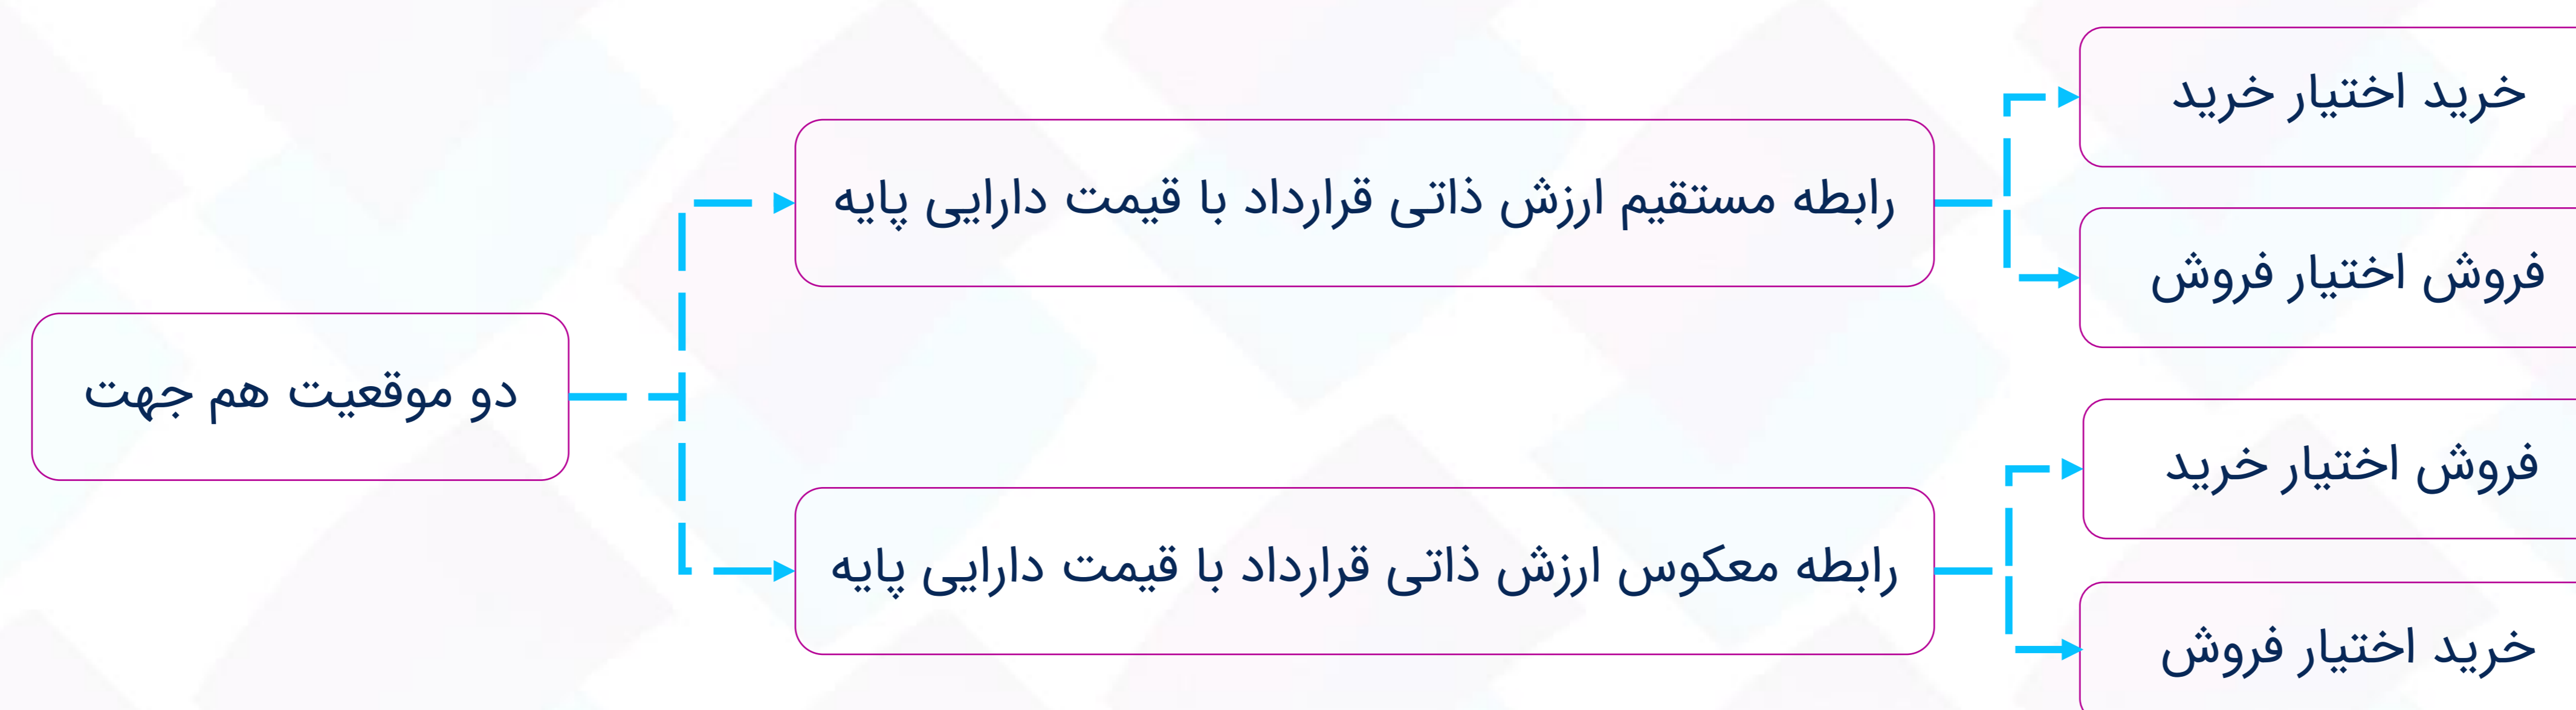 دو موقعیت هم جهت
رابطه مستقیم ارزش ذاتی قرارداد با قیمت دارایی پایه
خرید اختیار خرید
فروش اختیار فروش
رابطه معکوس ارزش ذاتی قرارداد با قیمت دارایی پایه
فروش اختیار خرید
خرید اختیار فروش